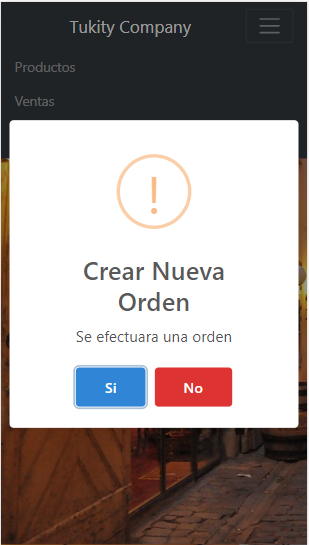 Tukity Company
Productos
Ventas
!
Crear Nueva
Orden
Se efectuara una orden
Si
No